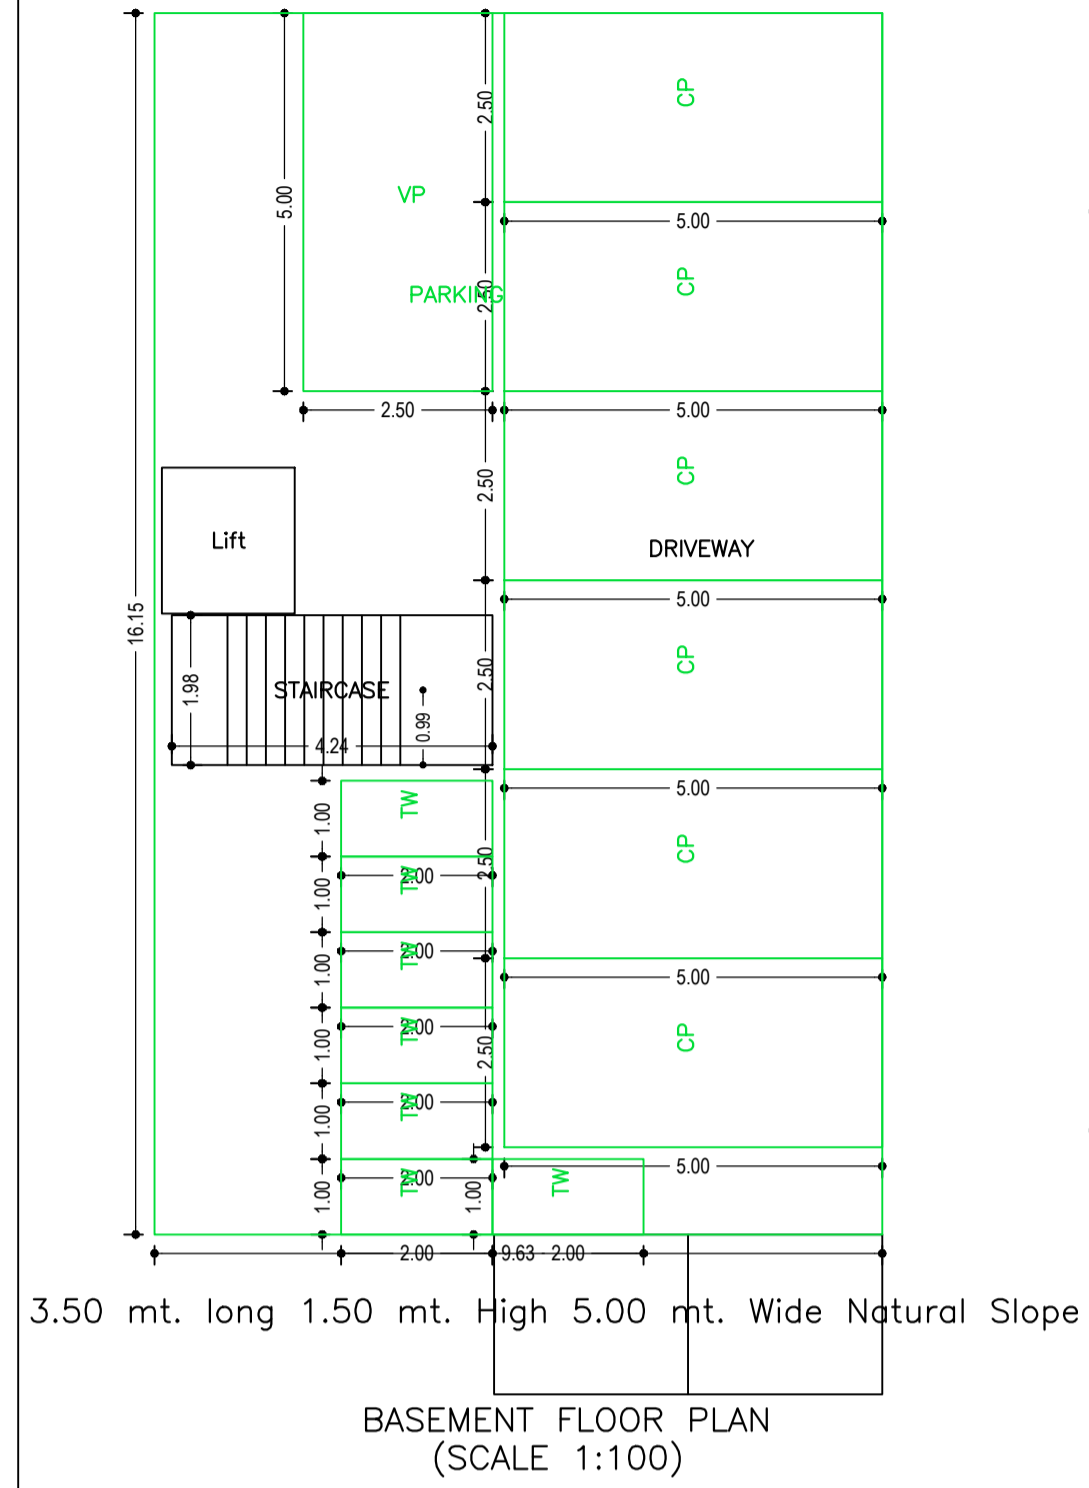 2.50
CP
VP
5.00
5.00
CP
PARKING
2.50
2.50
5.00
CP
2.50
Lift
DRIVEWAY
5.00
16.15
CP
2.50
1.98
STAIRCASE
0.99
4.24
5.00
TW
1.00
CP
2.50
2.00
TW
1.00
2.00
TW
1.00
5.00
2.00
TW
1.00
CP
2.50
2.00
TW
1.00
5.00
2.00
TW
TW
1.00
1.00
2.00
9.63
2.00
3.50 mt. long 1.50 mt. High 5.00 mt. Wide Natural Slope
BASEMENT FLOOR PLAN
(SCALE 1:100)